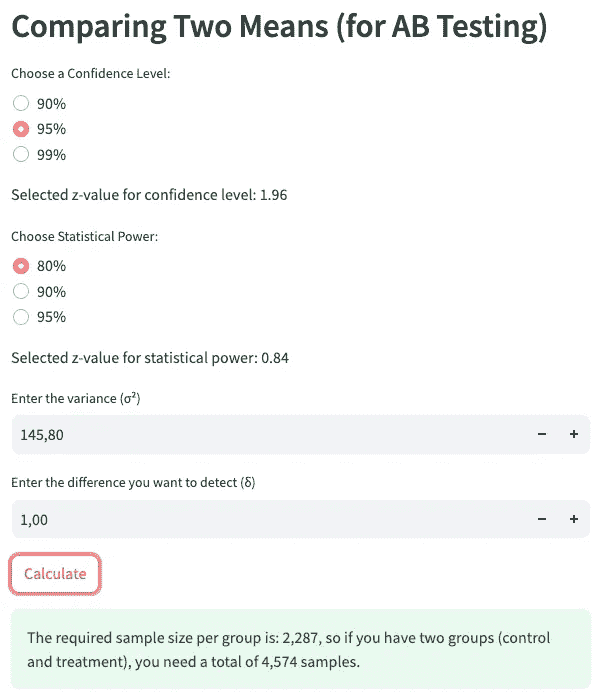 Comparing Two Means (for AB Testing)
Choose a Confidence Level:
90%
95%
99%
Selected z-value for confidence level: 1.96
Choose Statistical Power:
80%
90%
95%
Selected z-value for statistical power: 0.84
Enter the variance (σ²)
145,80
Enter the difference you want to detect (δ)
1,00
Calculate
The required sample size per group is: 2,287, so if you have two groups (control
and treatment), you need a total of 4,574 samples.